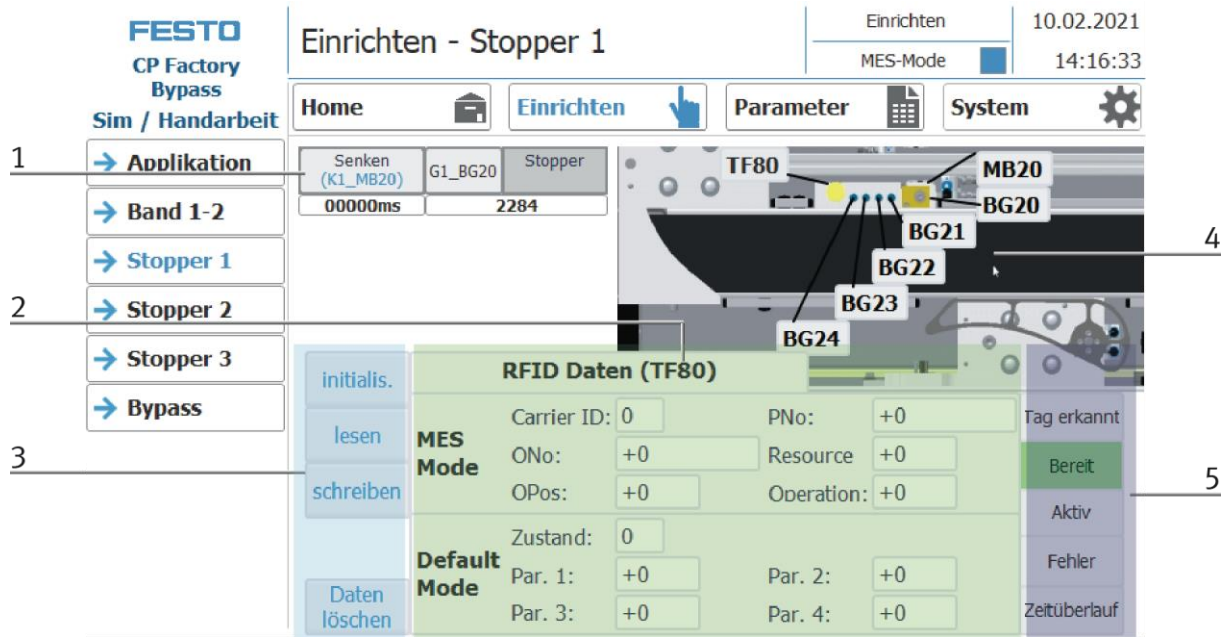 FESTO
CP Factory
Bypass
Sim / Handarbeit
Einrichten - Stopper 1
Einrichten
MES-Mode
10.02.2021
14:16:33
Home
Einrichten
Parameter
System
1
2
3
Applikation
Band 1-2
Stopper 1
Stopper 2
Stopper 3
Bypass
Senken
(K1_MB20)
G1_BG20
Stopper
00000ms
2284
TF80
MB20
BG20
BG21
BG22
BG23
BG24
4
5
initialis.
lesen
schreiben
Daten
löschen
RFID Daten (TF80)
MES
Mode
Carrier ID: 0 PNo: +0
ONo: +0 Resource +0
OPos: +0 Operation: +0
Default
Mode
Zustand: 0
Par. 1: +0 Par. 2: +0
Par. 3: +0 Par. 4: +0
Tag erkannt
Bereit
Aktiv
Fehler
Zeitüberlauf